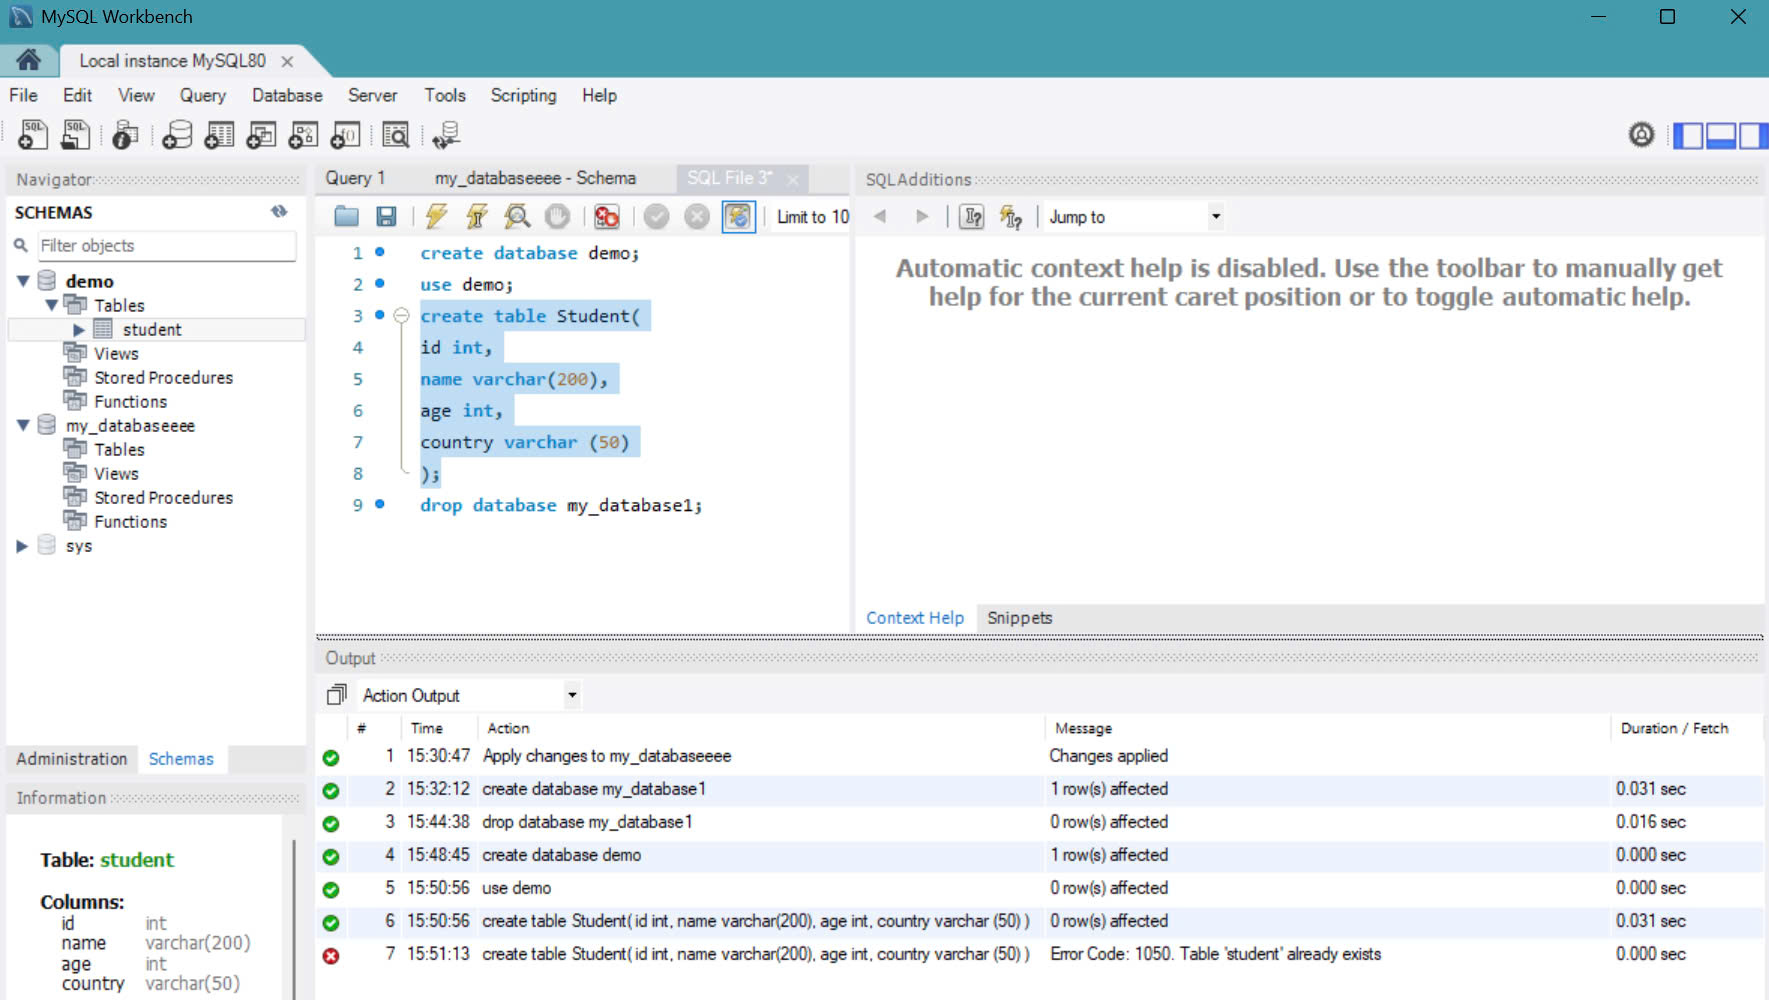 MySQL Workbench
Local instance MySQL80
File Edit View Query Database Server Tools Scripting Help
Navigator
SCHEMAS
Filter objects
demo
Tables
student
Views
Stored Procedures
Functions
my_databaseeee
Tables
Views
Stored Procedures
Functions
sys
Administration Schemas
Information
Table: student
Columns:
id int
name varchar(200)
age int
country varchar(50)
Query 1 my_databaseeee - Schema SQL File 3*
Limit to 10
1 create database demo;
2 use demo;
3 create table Student(
4 id int,
5 name varchar(200),
6 age int,
7 country varchar (50)
8 );
9 drop database my_database1;
SQLAdditions
Jump to
Automatic context help is disabled. Use the toolbar to manually get
help for the current caret position or to toggle automatic help.
Context Help Snippets
Output
Action Output
# Time Action Message Duration / Fetch
1 15:30:47 Apply changes to my_databaseeee Changes applied
2 15:32:12 create database my_database1 1 row(s) affected 0.031 sec
3 15:44:38 drop database my_database1 0 row(s) affected 0.016 sec
4 15:48:45 create database demo 1 row(s) affected 0.000 sec
5 15:50:56 use demo 0 row(s) affected 0.000 sec
6 15:50:56 create table Student( id int, name varchar(200), age int, country varchar (50) ) 0 row(s) affected 0.031 sec
7 15:51:13 create table Student( id int, name varchar(200), age int, country varchar (50) ) Error Code: 1050. Table 'student' already exists 0.000 sec